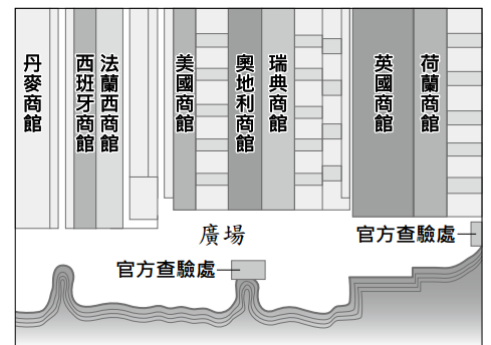 丹麥商館
西班牙商館
法蘭西商館
美國商館
奧地利商館
瑞典商館
英國商館
荷蘭商館
廣場
官方查驗處
官方查驗處